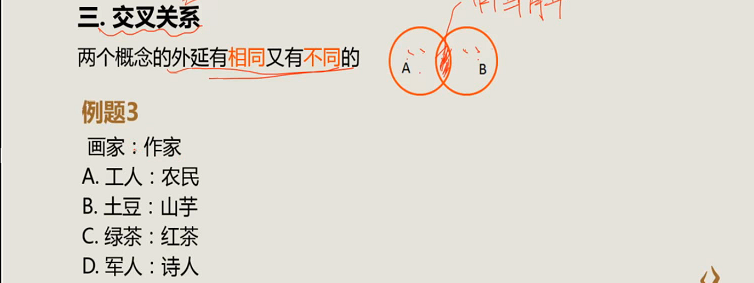 三. 交叉关系
两个概念的外延有相同又有不同的
A
B
例题3
画家：作家
A. 工人：农民
B. 土豆：山芋
C. 绿茶：红茶
D. 军人：诗人